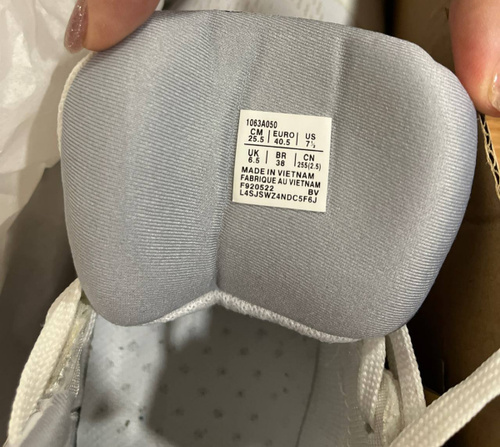 1063A050
CM EURO US
25.5 40.5 7½
UK BR CN
6.5 38 255(2.5)
MADE IN VIETNAM
FABRIQUE AU VIETNAM
F920522 BV
L4SJSWZ4NDC5F6J